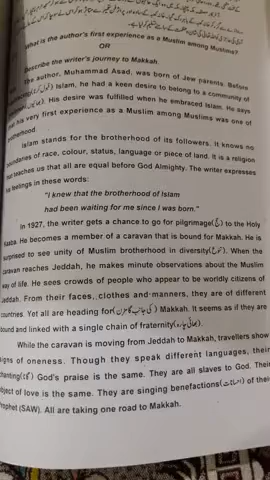 What is the author's first experience as a Muslim among Muslims?
OR
Describe the writer's journey to Makkah.
The author, Muhammad Asad, was born of Jew parents. Before
Islam, he had a keen desire to belong to a community of
His desire was fulfilled when he embraced Islam. He says
that his very first experience as a Muslim among Muslims was one of
Islam stands for the brotherhood of its followers. It knows no
boundaries of race, colour, status, language or piece of land. It is a religion
that teaches us that all are equal before God Almighty. The writer expresses
his feelings in these words:
"I knew that the brotherhood of Islam
had been waiting for me since I was born."
In 1927, the writer gets a chance to go for pilgrimage(حج) to the Holy
Kaaba. He becomes a member of a caravan that is bound for Makkah. He is
surprised to see unity of Muslim brotherhood in diversity(تنوع). When the
caravan reaches Jeddah, he makes minute observations about the Muslim
way of life. He sees crowds of people who appear to be worldly citizens of
Jeddah. From their faces, clothes and manners, they are of different
countries. Yet all are heading for(کی جانب گامزن) Makkah. It seems as if they are
bound and linked with a single chain of fraternity(بھائی چارہ).
While the caravan is moving from Jeddah to Makkah, travellers show
signs of oneness. Though they speak different languages, their
chanting God's praise is the same. They are all slaves to God. Their
object of love is the same. They are singing benefactions(احسانات) of their
Prophet (SAW). All are taking one road to Makkah.